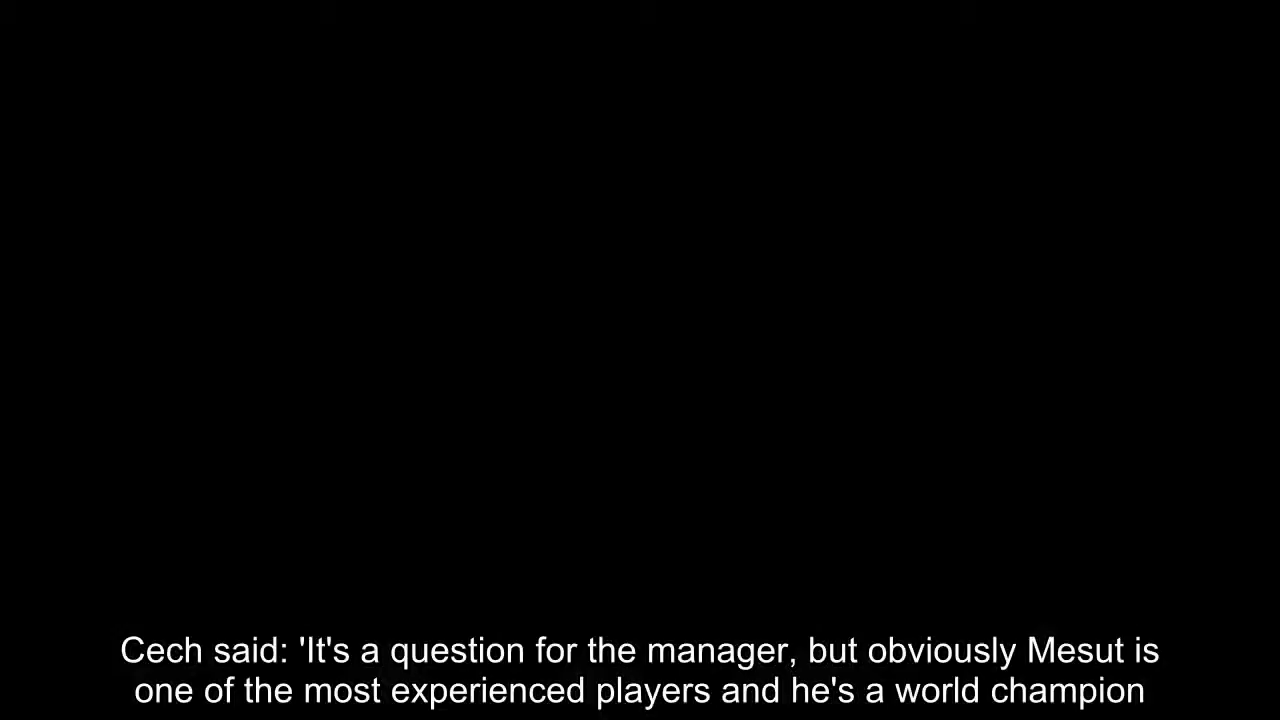 Cech said: 'It's a question for the manager, but obviously Mesut is
one of the most experienced players and he's a world champion